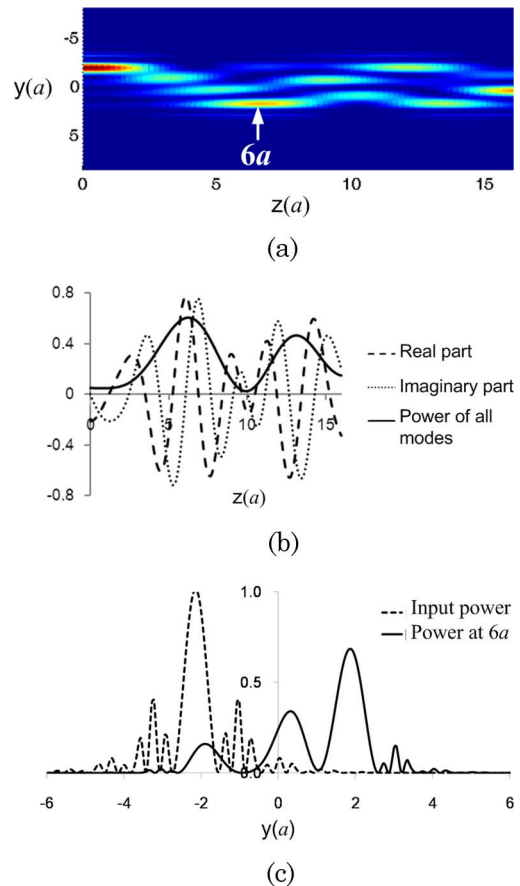 -5
y(a) 0
5
6a
0 5 10 15
z(a)
(a)
0.8
0.4
0
-0.4
-0.8
0 5 10 15
z(a)
Real part
Imaginary part
Power of all
modes
(b)
1.0
0.5
0.0
Input power
Power at 6a
-6 -4 -2 0 2 4 6
y(a)
(c)